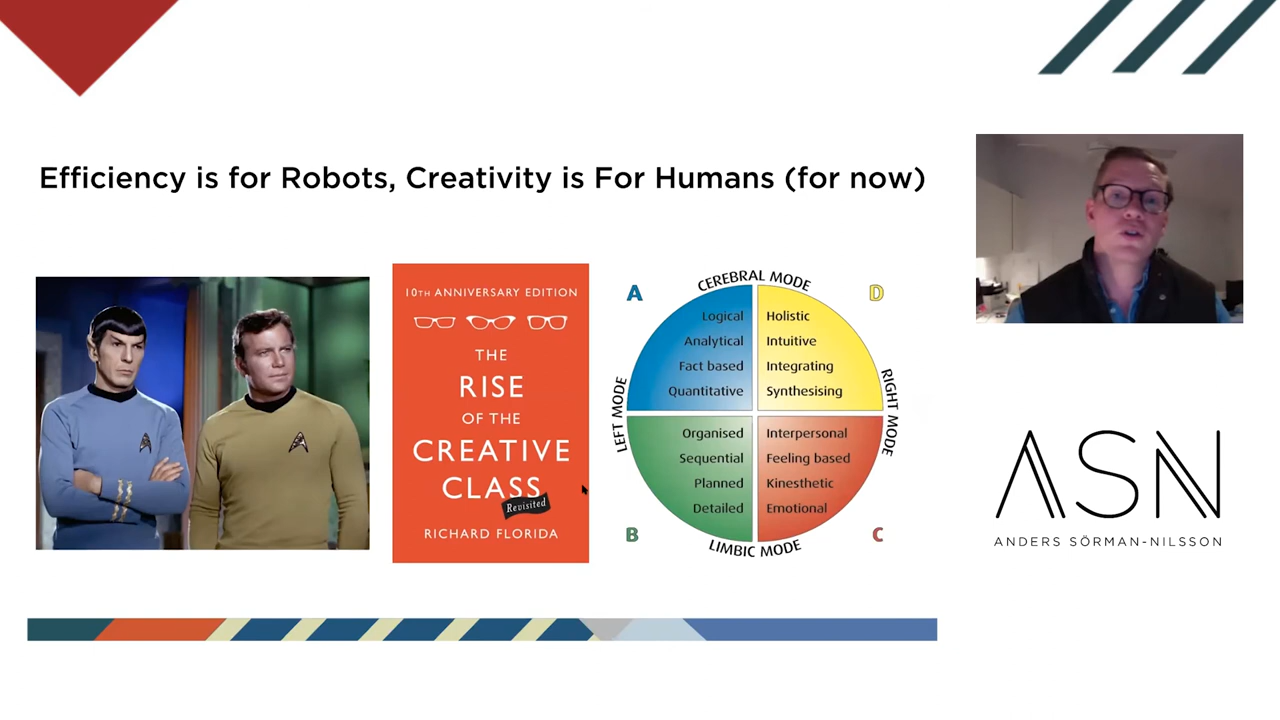 Efficiency is for Robots, Creativity is For Humans (for now)
10TH ANNIVERSARY EDITION
THE
RISE
OF THE
CREATIVE
CLASS
Revisited
RICHARD FLORIDA
CEREBRAL MODE
A
D
LEFT MODE
RIGHT MODE
Logical
Analytical
Fact based
Quantitative
Holistic
Intuitive
Integrating
Synthesising
Organised
Sequential
Planned
Detailed
Interpersonal
Feeling based
Kinesthetic
Emotional
B
C
LIMBIC MODE
ASN
ANDERS SÖRMAN-NILSSON